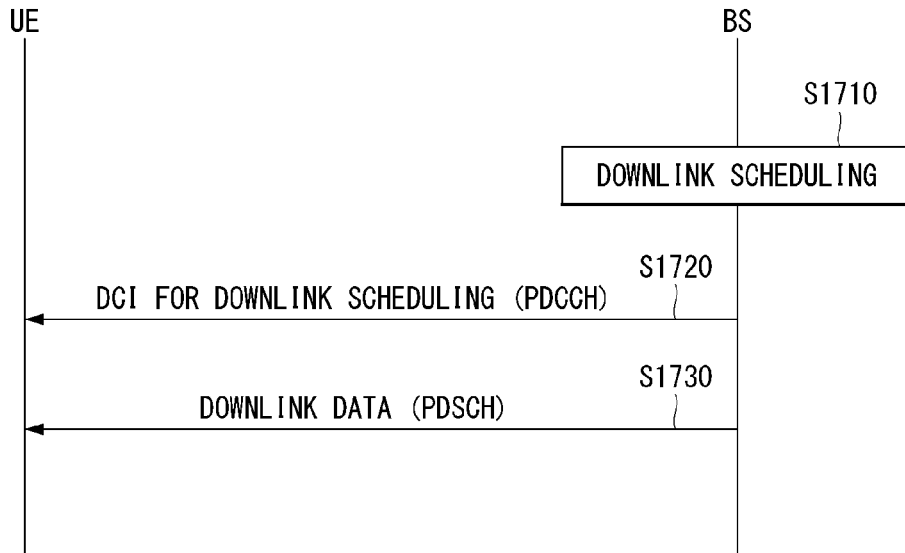 UE
BS
S1710
DOWNLINK SCHEDULING
S1720
DCI FOR DOWNLINK SCHEDULING (PDCCH)
S1730
DOWNLINK DATA (PDSCH)